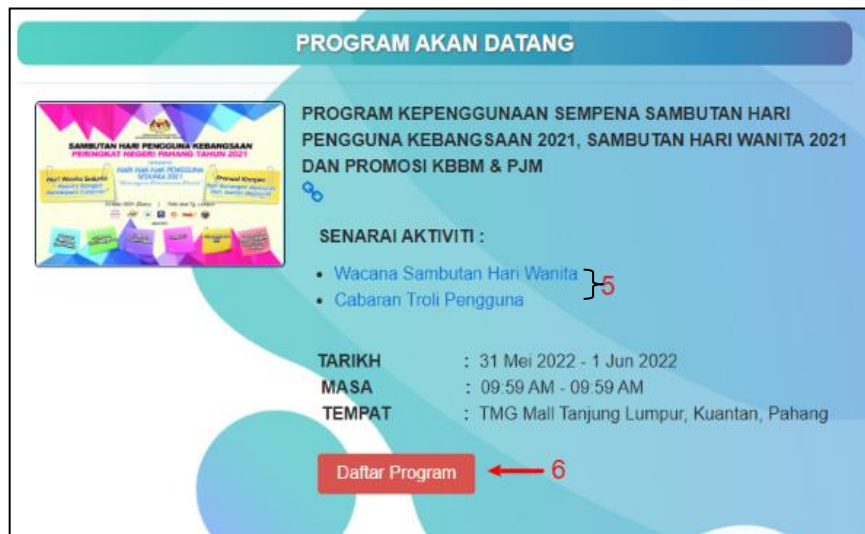 PROGRAM AKAN DATANG
SAMBUTAN HARI PENGGUNA KEBANGSAAN
PERINGKAT NEGERI PAHANG TAHUN 2021
PROGRAM KEPENGGUNAAN SEMPENA SAMBUTAN HARI
PENGGUNA KEBANGSAAN 2021, SAMBUTAN HARI WANITA 2021
DAN PROMOSI KBBM & PJM
SENARAI AKTIVITI :
• Wacana Sambutan Hari Wanita
• Cabaran Troli Pengguna
5
TARIKH : 31 Mei 2022 - 1 Jun 2022
MASA : 09:59 AM - 09:59 AM
TEMPAT : TMG Mall Tanjung Lumpur, Kuantan, Pahang
Daftar Program
6